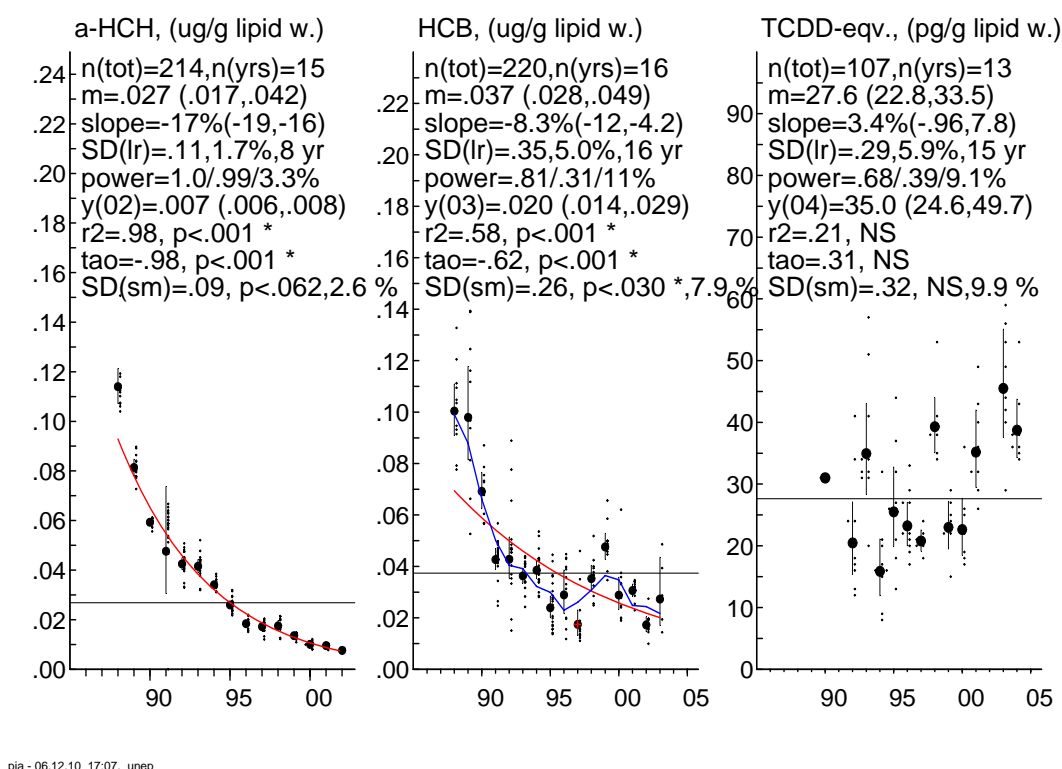 a-HCH, (ug/g lipid w.)
n(tot)=214,n(yrs)=15
m=.027 (.017,.042)
slope=-17%(-19,-16)
SD(lr)=.11,1.7%,8 yr
power=1.0/.99/3.3%
y(02)=.007 (.006,.008)
r2=.98, p<.001 *
tao=-.98, p<.001 *
SD(sm)=.09, p<.062,2.6 %
.24
.22
.20
.18
.16
.14
.12
.10
.08
.06
.04
.02
.00
90 95 00
HCB, (ug/g lipid w.)
n(tot)=220,n(yrs)=16
m=.037 (.028,.049)
slope=-8.3%(-12,-4.2)
SD(lr)=.35,5.0%,16 yr
power=.81/.31/11%
y(03)=.020 (.014,.029)
r2=.58, p<.001 *
tao=-.62, p<.001 *
SD(sm)=.26, p<.030 *,7.9 %
.22
.20
.18
.16
.14
.12
.10
.08
.06
.04
.02
.00
90 95 00 05
TCDD-eqv., (pg/g lipid w.)
n(tot)=107,n(yrs)=13
m=27.6 (22.8,33.5)
slope=3.4%(-.96,7.8)
SD(lr)=.29,5.9%,15 yr
power=.68/.39/9.1%
y(04)=35.0 (24.6,49.7)
r2=.21, NS
tao=.31, NS
SD(sm)=.32, NS,9.9 %
90
80
70
60
50
40
30
20
10
0
90 95 00 05
pia - 06.12.10 17:07, unep